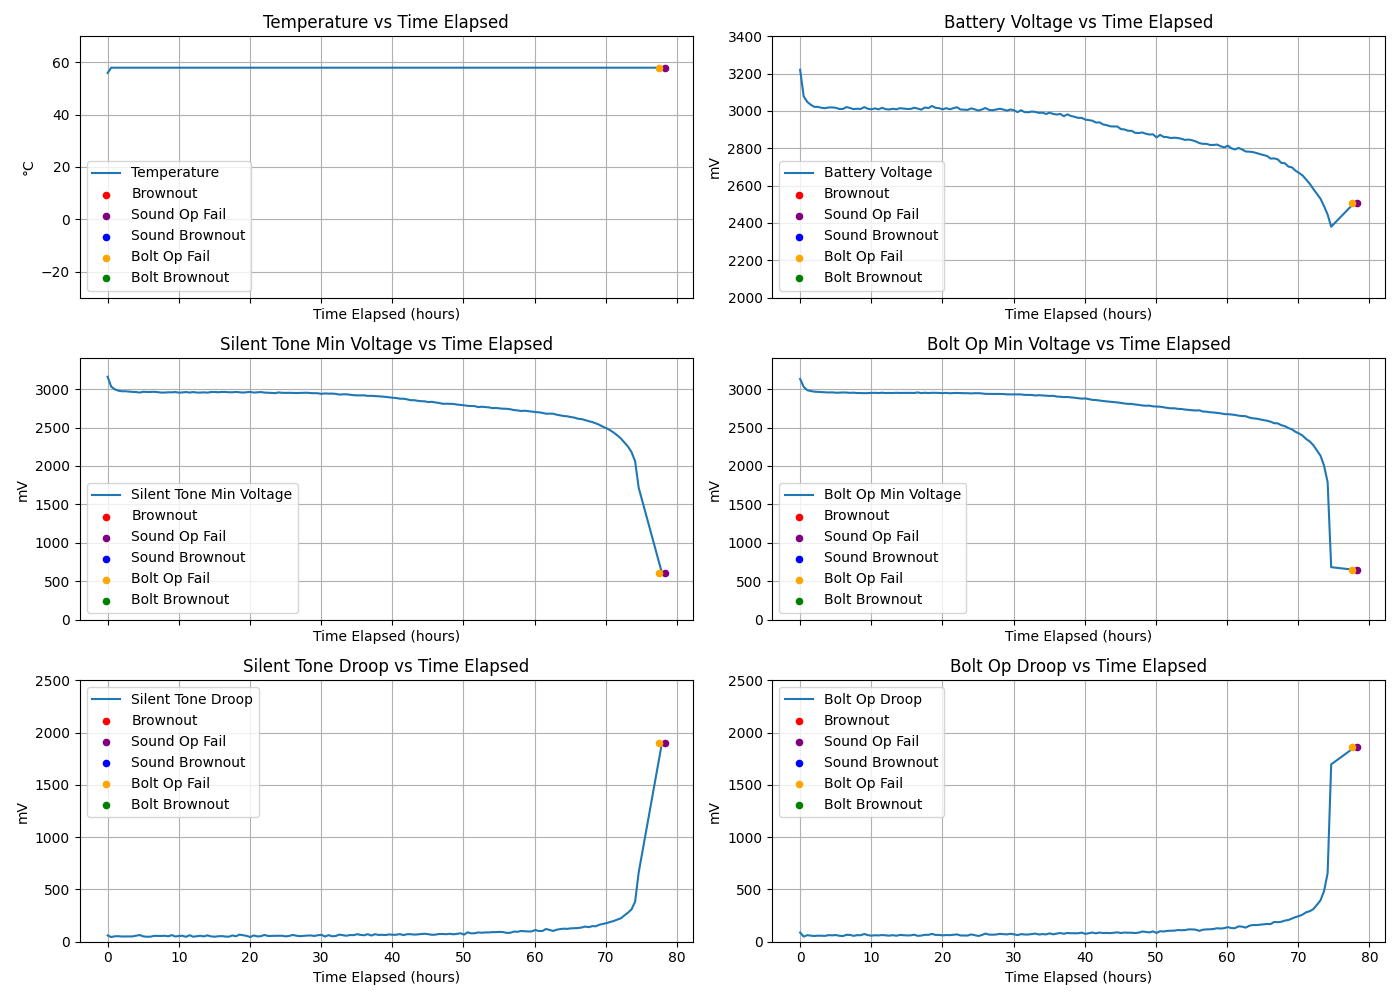 Temperature vs Time Elapsed
60
40
20
0
−20
°C
Temperature
Brownout
Sound Op Fail
Sound Brownout
Bolt Op Fail
Bolt Brownout
Time Elapsed (hours)
Battery Voltage vs Time Elapsed
3400
3200
3000
2800
2600
2400
2200
2000
mV
Battery Voltage
Brownout
Sound Op Fail
Sound Brownout
Bolt Op Fail
Bolt Brownout
Time Elapsed (hours)
Silent Tone Min Voltage vs Time Elapsed
3000
2500
2000
1500
1000
500
0
mV
Silent Tone Min Voltage
Brownout
Sound Op Fail
Sound Brownout
Bolt Op Fail
Bolt Brownout
Time Elapsed (hours)
Bolt Op Min Voltage vs Time Elapsed
3000
2500
2000
1500
1000
500
0
mV
Bolt Op Min Voltage
Brownout
Sound Op Fail
Sound Brownout
Bolt Op Fail
Bolt Brownout
Time Elapsed (hours)
Silent Tone Droop vs Time Elapsed
2500
2000
1500
1000
500
0
mV
Silent Tone Droop
Brownout
Sound Op Fail
Sound Brownout
Bolt Op Fail
Bolt Brownout
0 10 20 30 40 50 60 70 80
Time Elapsed (hours)
Bolt Op Droop vs Time Elapsed
2500
2000
1500
1000
500
0
mV
Bolt Op Droop
Brownout
Sound Op Fail
Sound Brownout
Bolt Op Fail
Bolt Brownout
0 10 20 30 40 50 60 70 80
Time Elapsed (hours)